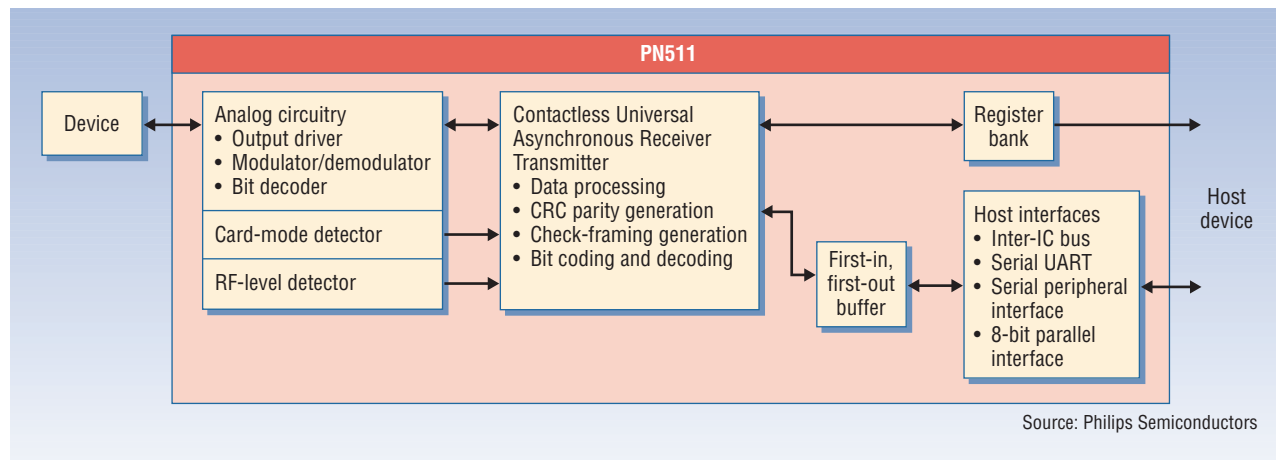 PN511
Device
Analog circuitry
• Output driver
• Modulator/demodulator
• Bit decoder
Card-mode detector
RF-level detector
Contactless Universal
Asynchronous Receiver
Transmitter
• Data processing
• CRC parity generation
• Check-framing generation
• Bit coding and decoding
First-in,
first-out
buffer
Register
bank
Host interfaces
• Inter-IC bus
• Serial UART
• Serial peripheral
interface
• 8-bit parallel
interface
Host
device
Source: Philips Semiconductors